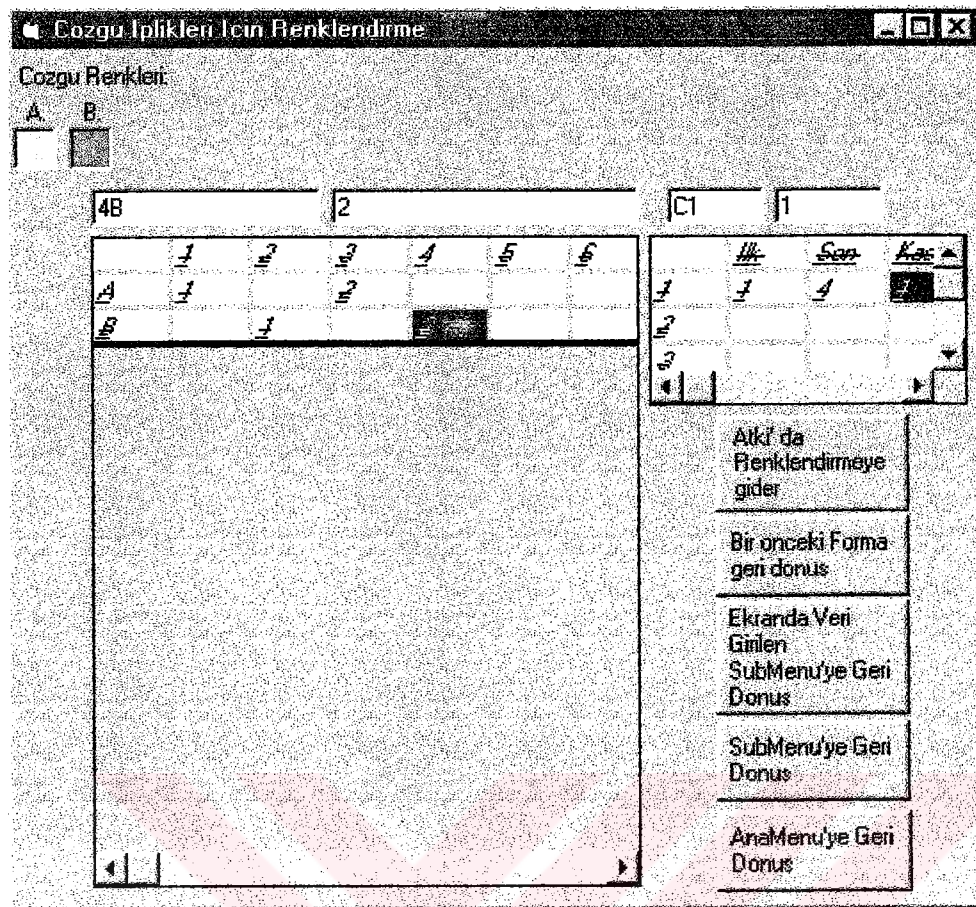 Cozgu Iplikleri Icin Renklendirme
Cozgu Renkleri:
A. B.
4B 2 C1 1
1 2 3 4 5 6
A 1 2
B 1
Ilk Son Kac
1 1 4
2
3
Atki' da
Renklendirmeye
gider
Bir onceki Forma
geri donus
Ekranda Veri
Girilen
SubMenu'ye Geri
Donus
SubMenu'ye Geri
Donus
AnaMenu'ye Geri
Donus